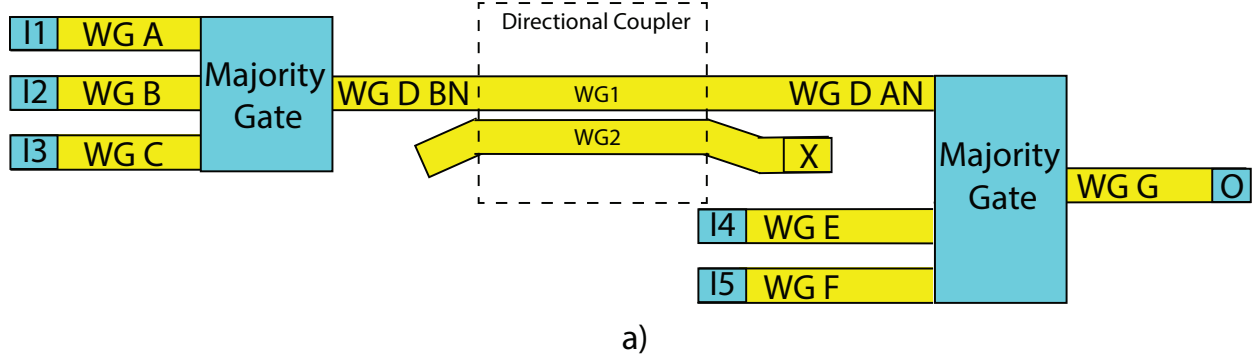 Directional Coupler
I1 WG A
I2 WG B
I3 WG C
Majority
Gate
WG D BN
WG1
WG D AN
WG2
X
I4 WG E
I5 WG F
Majority
Gate
WG G
O
a)